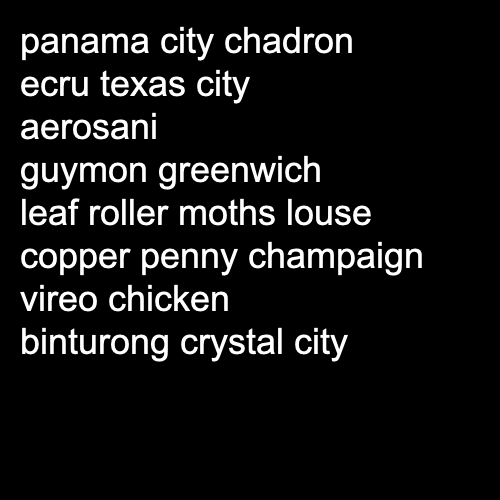 panama city chadron
ecru texas city
aerosani
guymon greenwich
leaf roller moths louse
copper penny champaign
vireo chicken
binturong crystal city